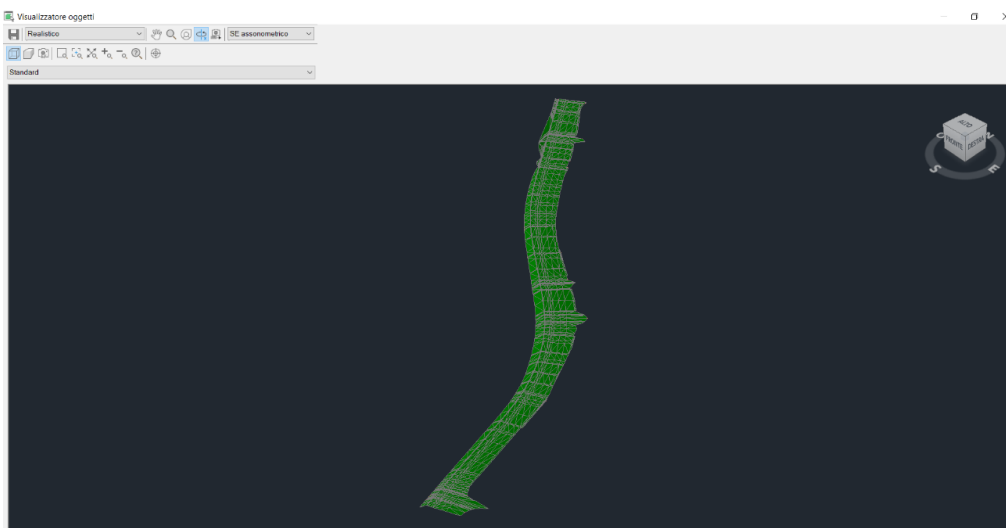 Visualizzatore oggetti
Realistico
SE assonometrico
Standard
ALTO
FRONTE
DESTRA
S
E